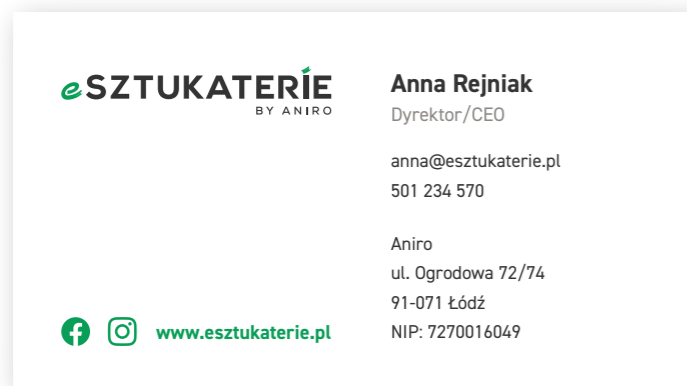 eSZTUKATERIE
BY ANIRO
Anna Rejniak
Dyrektor/CEO
anna@esztukaterie.pl
501 234 570
Aniro
ul. Ogrodowa 72/74
91-071 Łódź
NIP: 7270016049
www.esztukaterie.pl